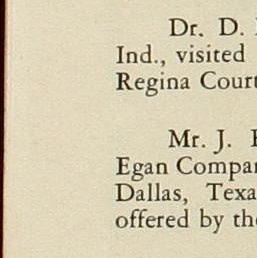 Dr. D.
Ind., visited
Regina Court
Mr. J.
Egan Compan
Dallas, Texa
offered by the